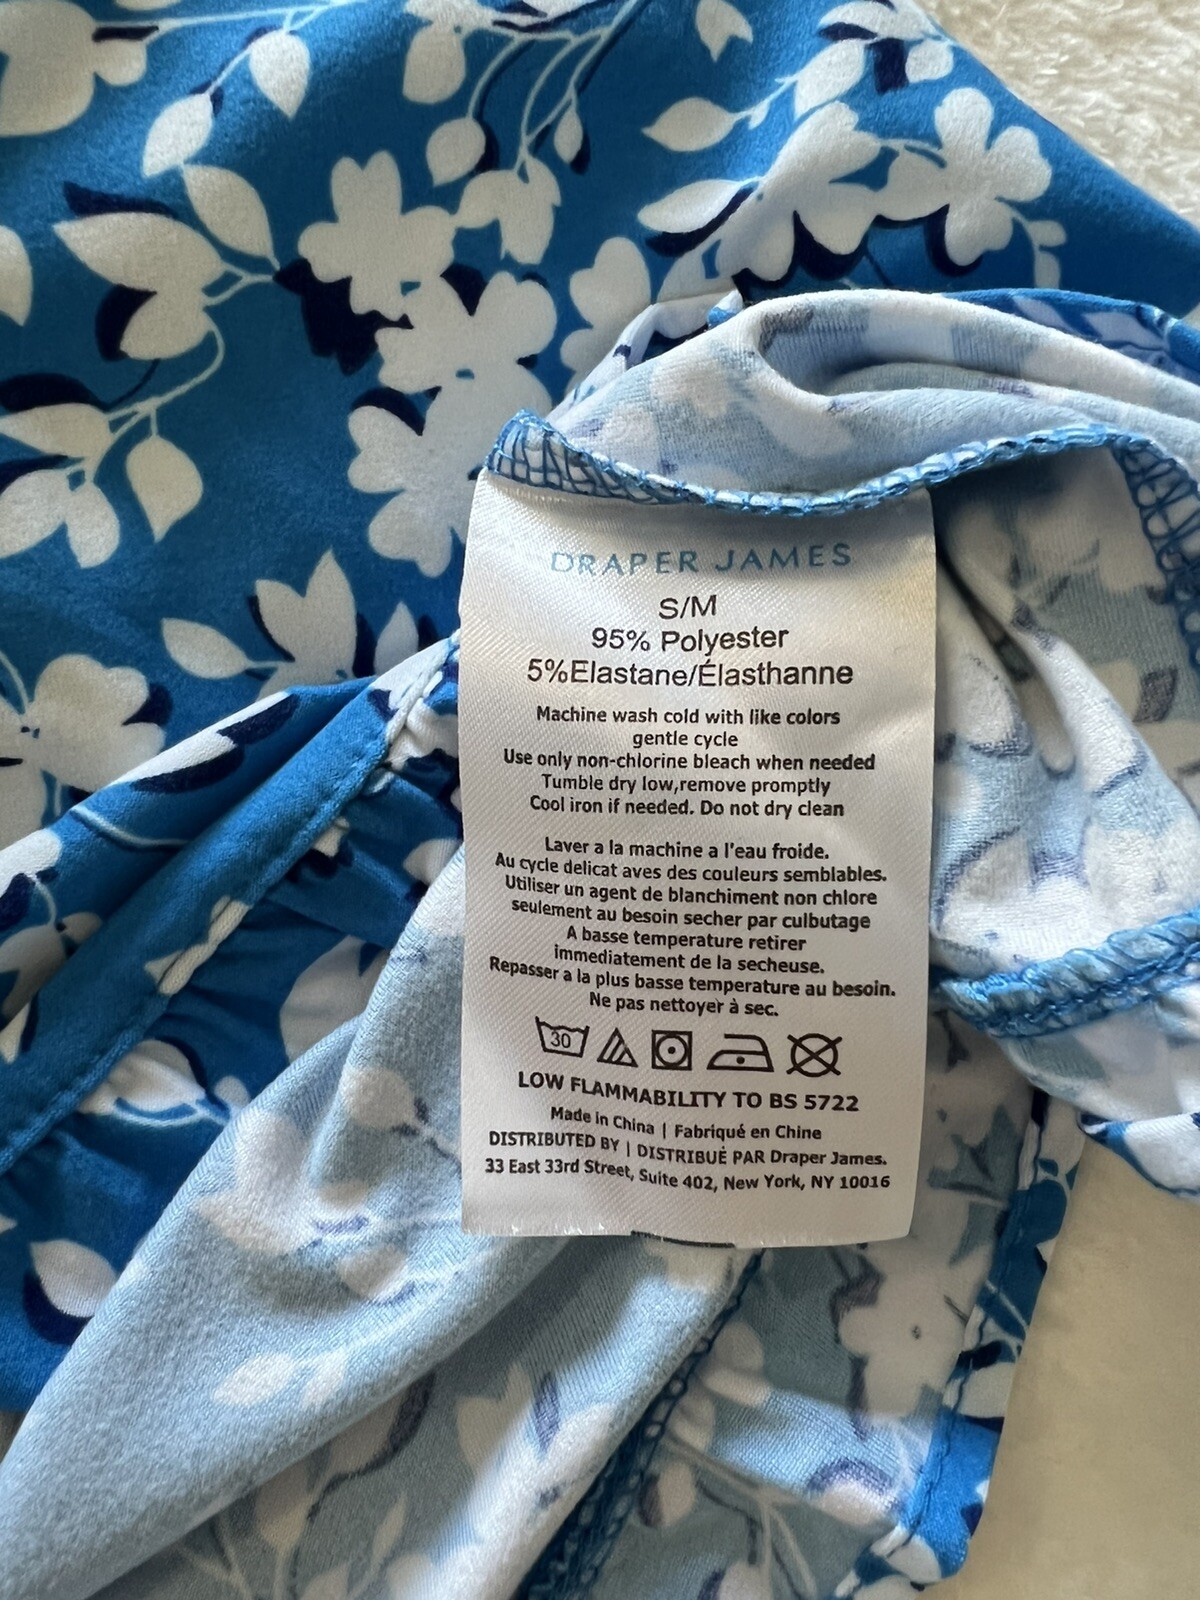 DRAPER JAMES
S/M
95% Polyester
5%Elastane/Élasthanne
Machine wash cold with like colors
gentle cycle
Use only non-chlorine bleach when needed
Tumble dry low,remove promptly
Cool iron if needed. Do not dry clean
Laver a la machine a l'eau froide.
Au cycle delicat aves des couleurs semblables.
Utiliser un agent de blanchiment non chlore
seulement au besoin secher par culbutage
A basse temperature retirer
immediatement de la secheuse.
Repasser a la plus basse temperature au besoin.
Ne pas nettoyer à sec.
30
LOW FLAMMABILITY TO BS 5722
Made in China | Fabriqué en Chine
DISTRIBUTED BY | DISTRIBUÉ PAR Draper James.
33 East 33rd Street, Suite 402, New York, NY 10016